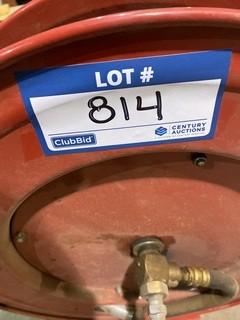 LOT #
814
ClubBid
CENTURY
AUCTIONS